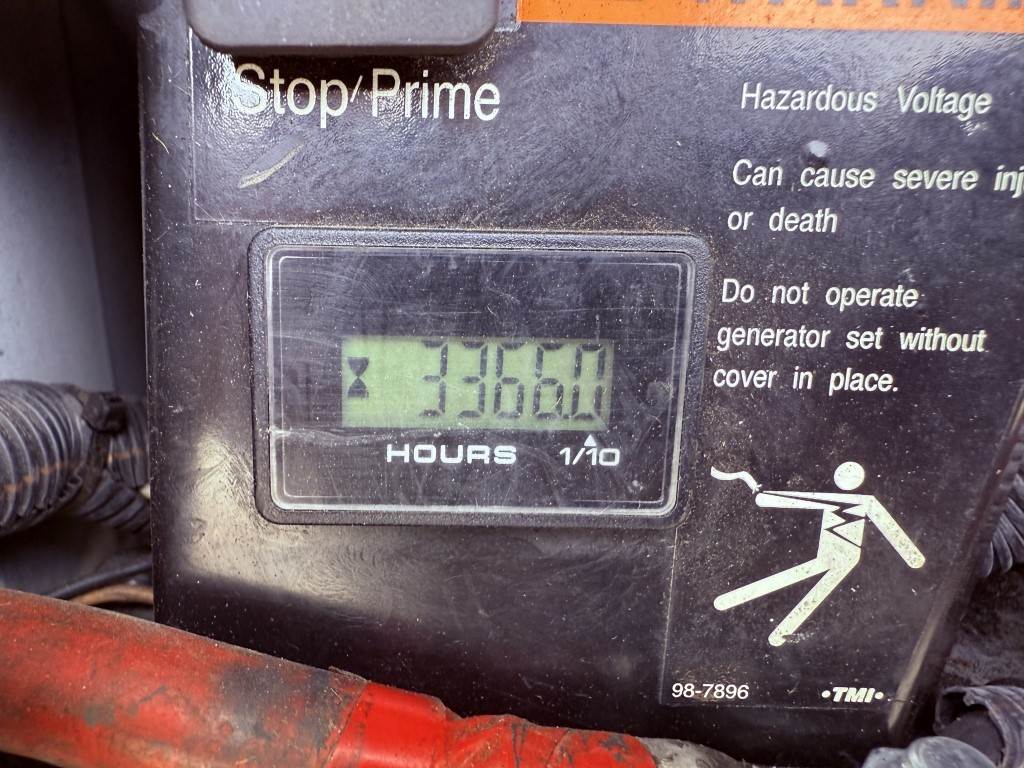 Stop/Prime
Hazardous Voltage
Can cause severe inj
or death
Do not operate
generator set without
cover in place.
3366.0
HOURS 1/10
98-7896
•TMI•